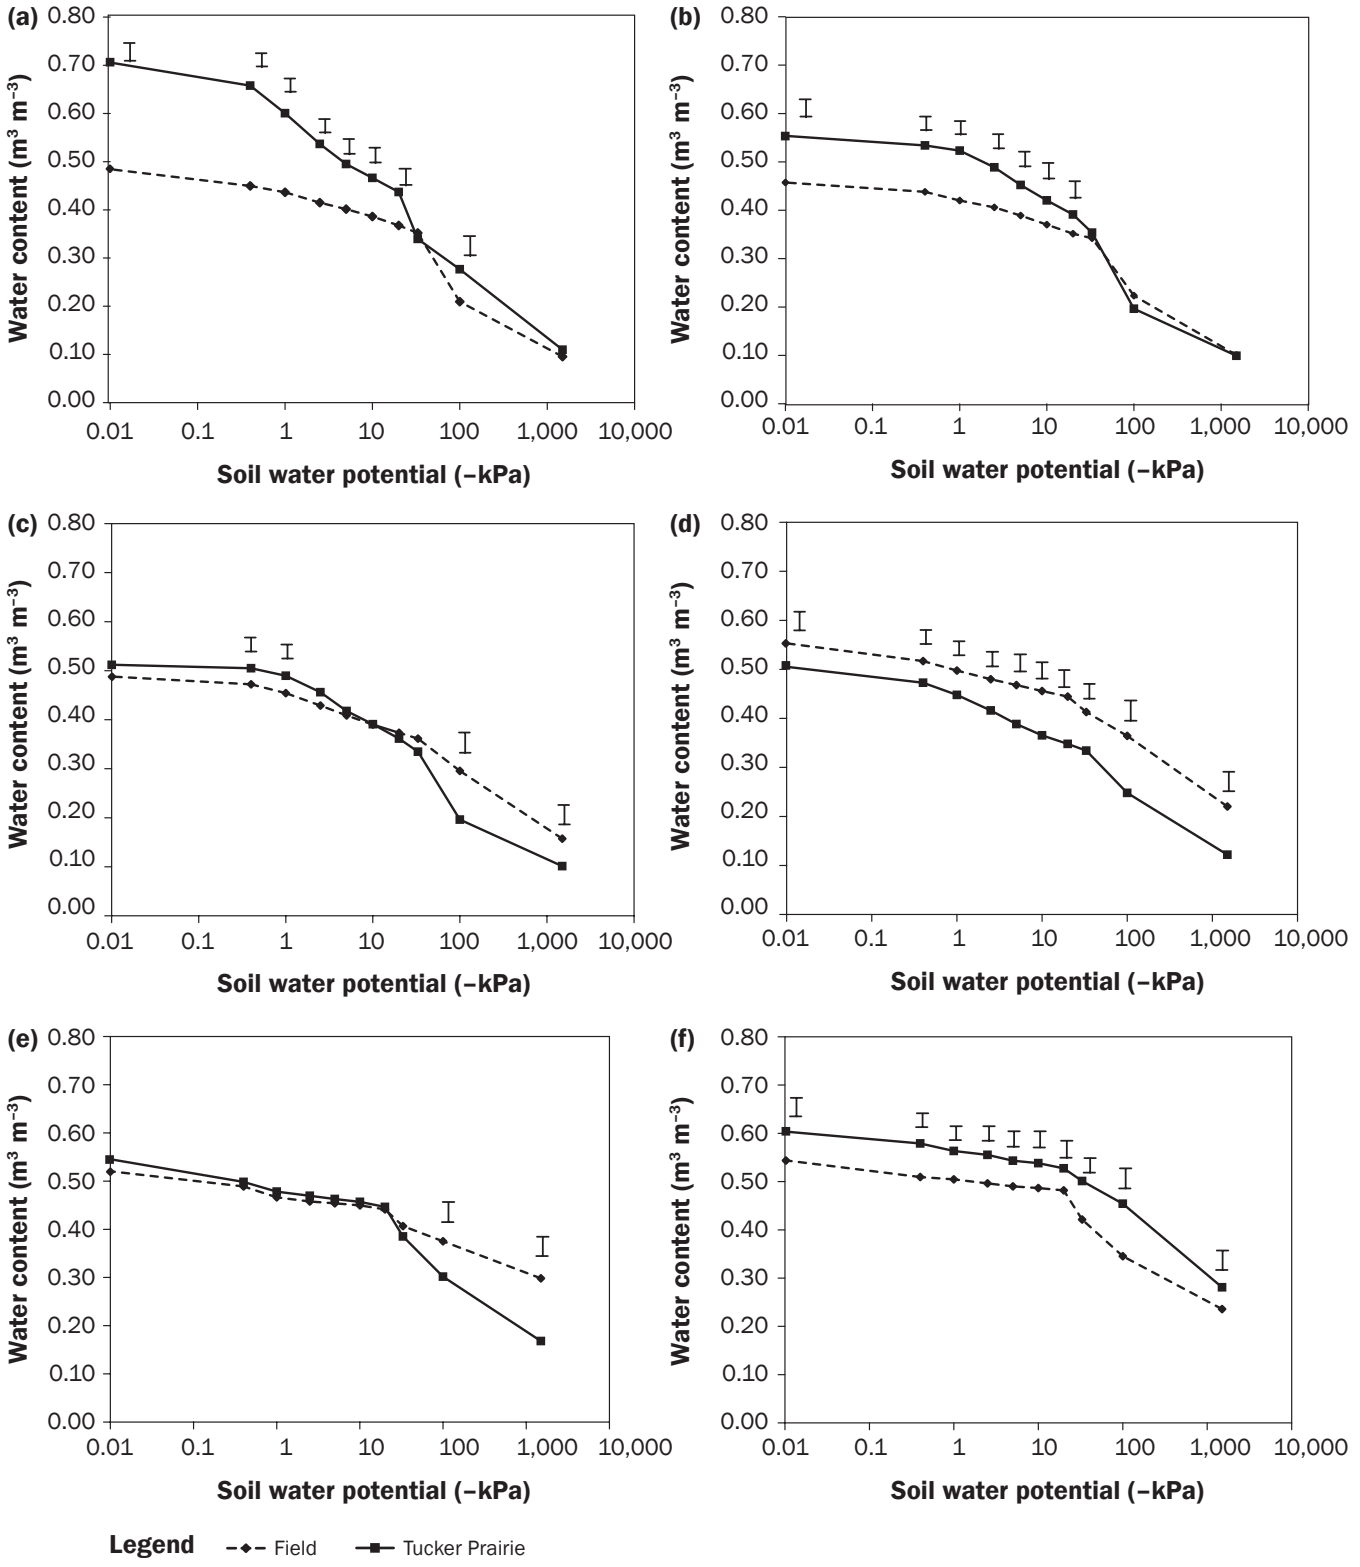 (a)
0.80
0.70
0.60
0.50
0.40
0.30
0.20
0.10
0.00
Water content (m³ m⁻³)
0.01 0.1 1 10 100 1,000 10,000
Soil water potential (–kPa)
(b)
0.80
0.70
0.60
0.50
0.40
0.30
0.20
0.10
0.00
Water content (m³ m⁻³)
0.01 0.1 1 10 100 1,000 10,000
Soil water potential (–kPa)
(c)
0.80
0.70
0.60
0.50
0.40
0.30
0.20
0.10
0.00
Water content (m³ m⁻³)
0.01 0.1 1 10 100 1,000 10,000
Soil water potential (–kPa)
(d)
0.80
0.70
0.60
0.50
0.40
0.30
0.20
0.10
0.00
Water content (m³ m⁻³)
0.01 0.1 1 10 100 1,000 10,000
Soil water potential (–kPa)
(e)
0.80
0.70
0.60
0.50
0.40
0.30
0.20
0.10
0.00
Water content (m³ m⁻³)
0.01 0.1 1 10 100 1,000 10,000
Soil water potential (–kPa)
(f)
0.80
0.70
0.60
0.50
0.40
0.30
0.20
0.10
0.00
Water content (m³ m⁻³)
0.01 0.1 1 10 100 1,000 10,000
Soil water potential (–kPa)
Legend Field Tucker Prairie